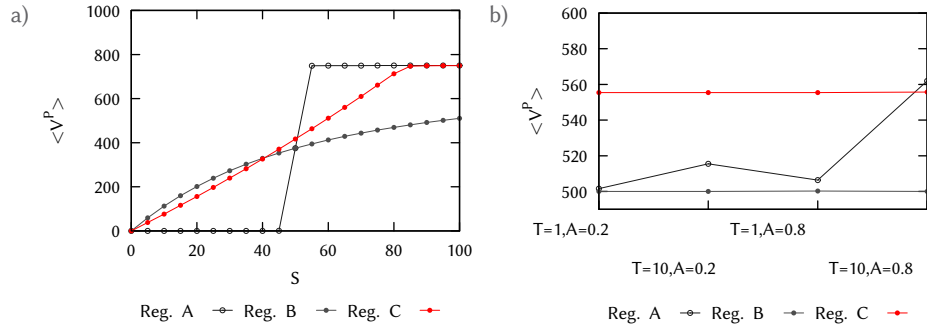 a)
1000
800
600
400
200
0
<V^P>
0 20 40 60 80 100
S
Reg. A Reg. B Reg. C
b)
600
580
560
540
520
500
<V^P>
T=1,A=0.2 T=1,A=0.8
T=10,A=0.2 T=10,A=0.8
Reg. A Reg. B Reg. C